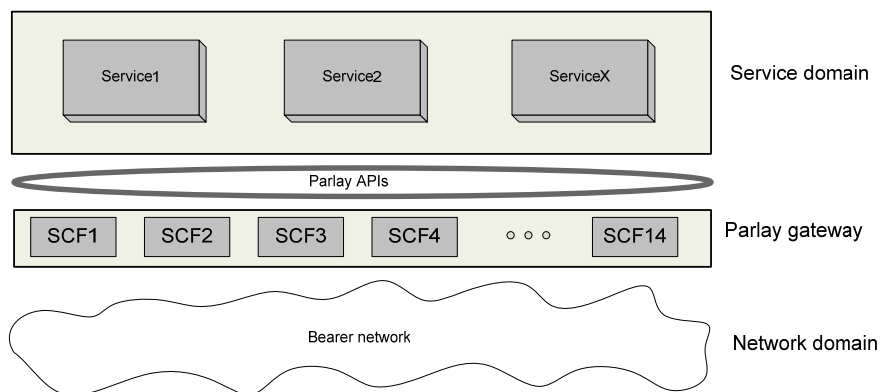 Service1
Service2
ServiceX
Service domain
Parlay APIs
SCF1
SCF2
SCF3
SCF4
SCF14
Parlay gateway
Bearer network
Network domain